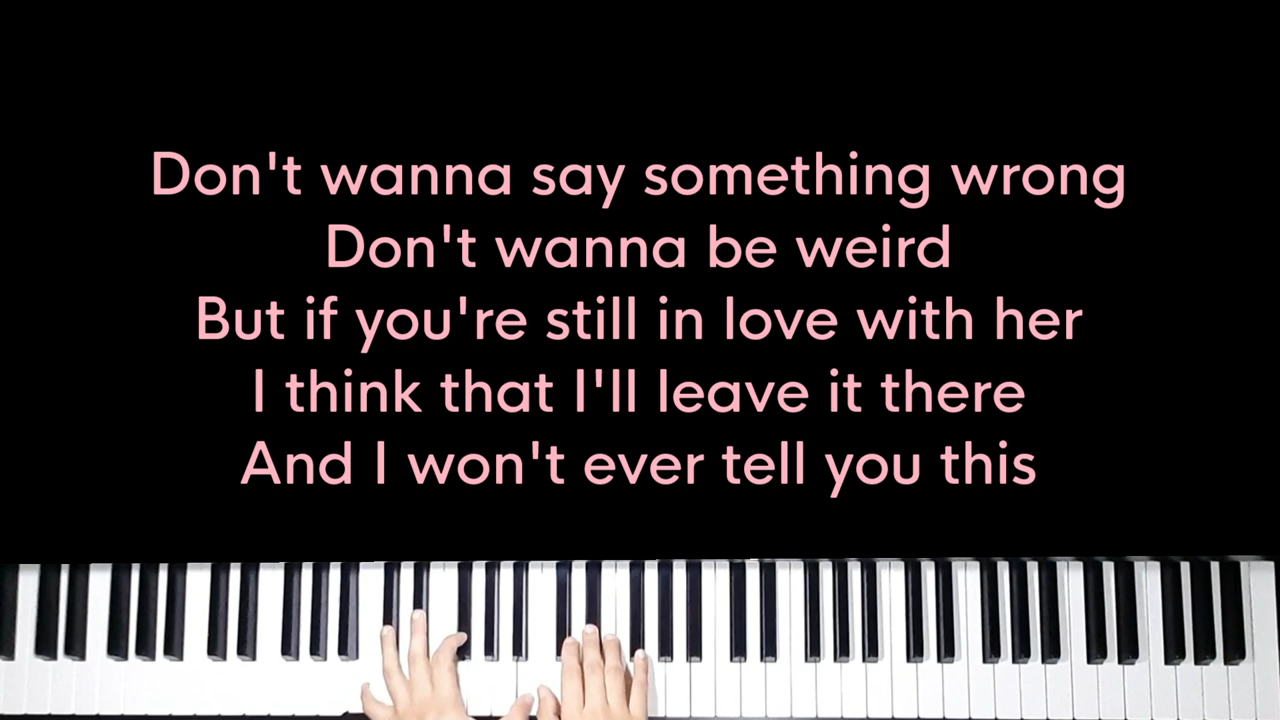 Don't wanna say something wrong
Don't wanna be weird
But if you're still in love with her
I think that I'll leave it there
And I won't ever tell you this